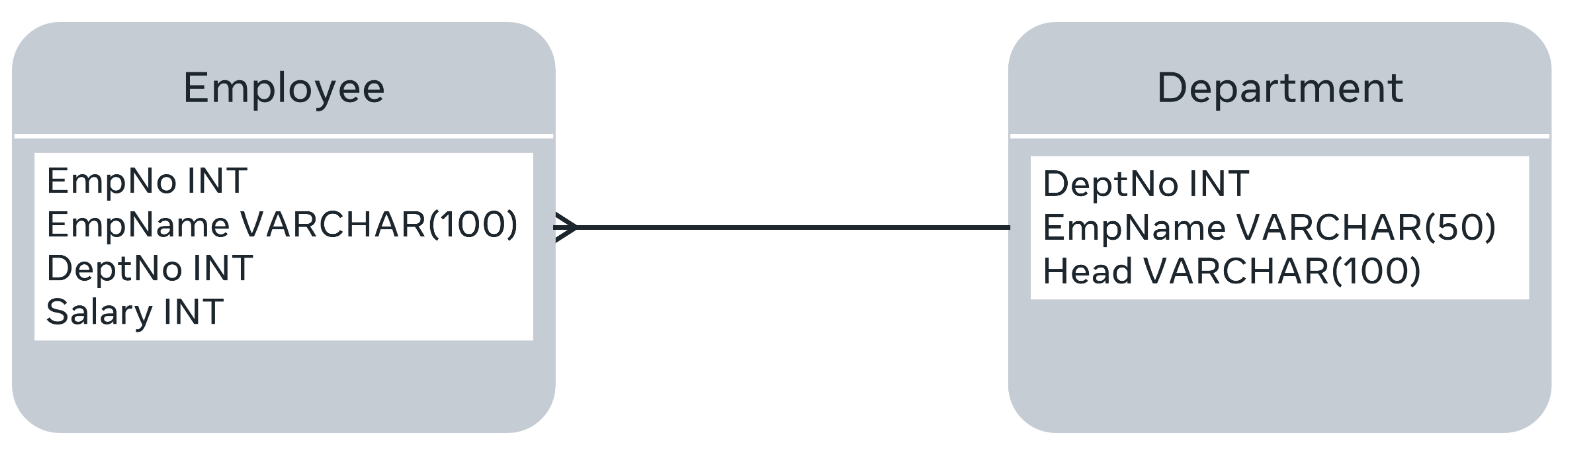 Employee
EmpNo INT
EmpName VARCHAR(100)
DeptNo INT
Salary INT
Department
DeptNo INT
EmpName VARCHAR(50)
Head VARCHAR(100)